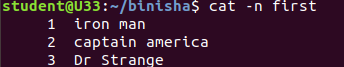 student@U33:~/binisha$ cat -n first
1 iron man
2 captain america
3 Dr Strange